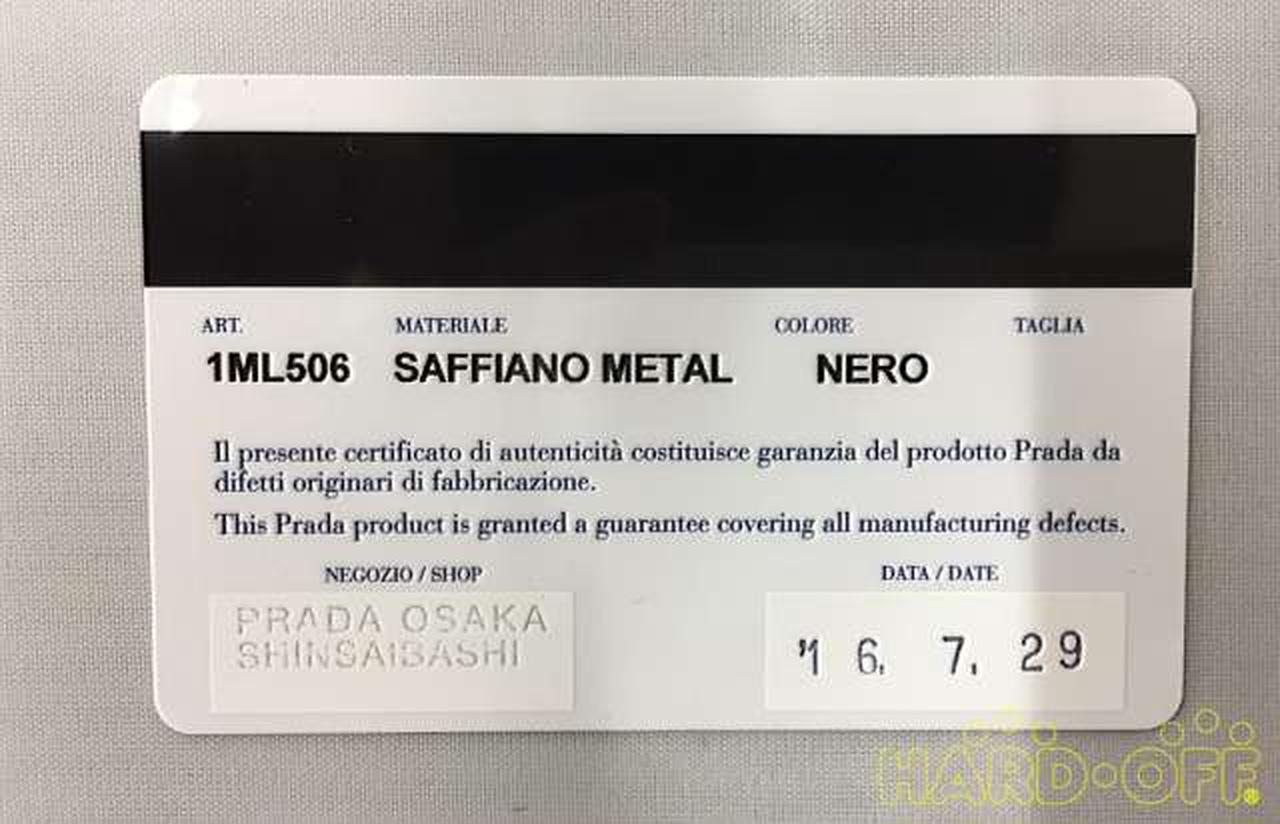 ART. MATERIALE COLORE TAGLIA
1ML506 SAFFIANO METAL NERO
Il presente certificato di autenticità costituisce garanzia del prodotto Prada da
difetti originari di fabbricazione.
This Prada product is granted a guarantee covering all manufacturing defects.
NEGOZIO / SHOP DATA / DATE
PRADA OSAKA
SHINSAIBASHI
'16. 7. 29
HARD•OFF®